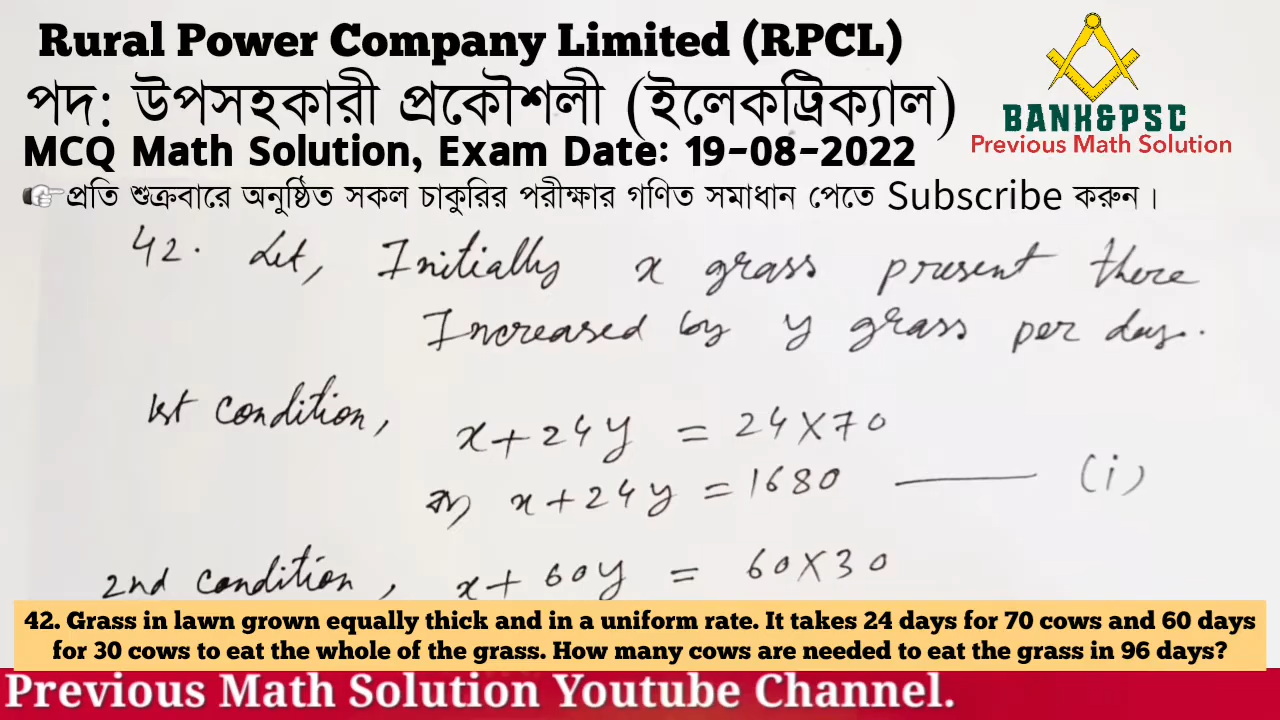 Rural Power Company Limited (RPCL)
পদ: উপসহকারী প্রকৌশলী (ইলেকট্রিক্যাল)
MCQ Math Solution, Exam Date: 19-08-2022
BANK&PSC
Previous Math Solution
👉প্রতি শুক্রবারে অনুষ্ঠিত সকল চাকুরির পরীক্ষার গণিত সমাধান পেতে Subscribe করুন।
42. Let, Initially x grass present there
Increased by y grass per day.
1st condition, x+24y = 24×70
বা, x+24y = 1680 —— (i)
2nd condition, x+60y = 60×30
42. Grass in lawn grown equally thick and in a uniform rate. It takes 24 days for 70 cows and 60 days
for 30 cows to eat the whole of the grass. How many cows are needed to eat the grass in 96 days?
Previous Math Solution Youtube Channel.